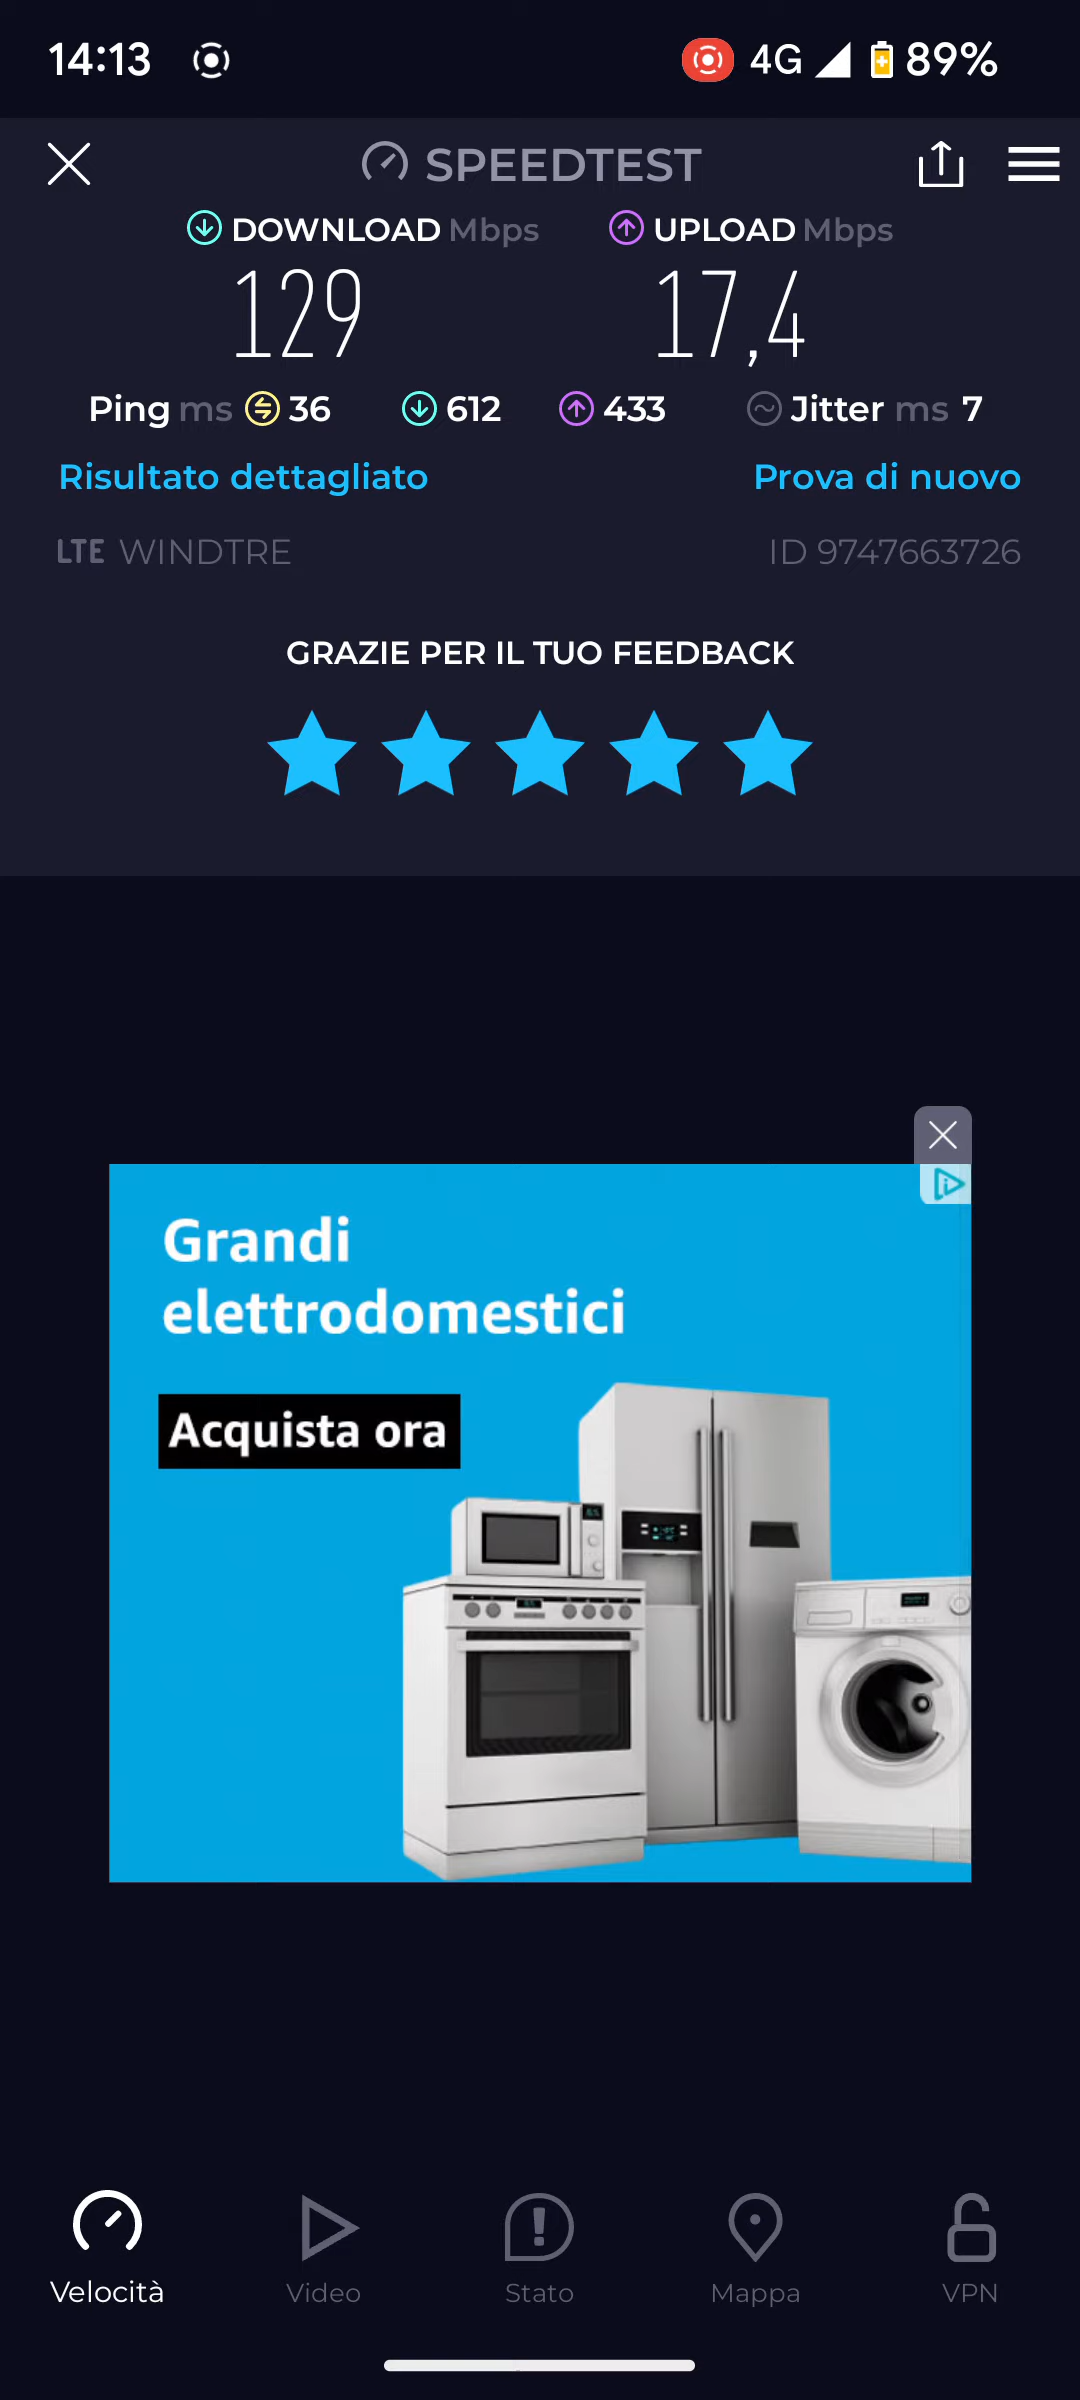 14:13 4G 89%
SPEEDTEST
DOWNLOAD Mbps UPLOAD Mbps
129 17,4
Ping ms 36 612 433 Jitter ms 7
Risultato dettagliato Prova di nuovo
LTE WINDTRE ID 9747663726
GRAZIE PER IL TUO FEEDBACK
Grandi
elettrodomestici
Acquista ora
Velocità Video Stato Mappa VPN